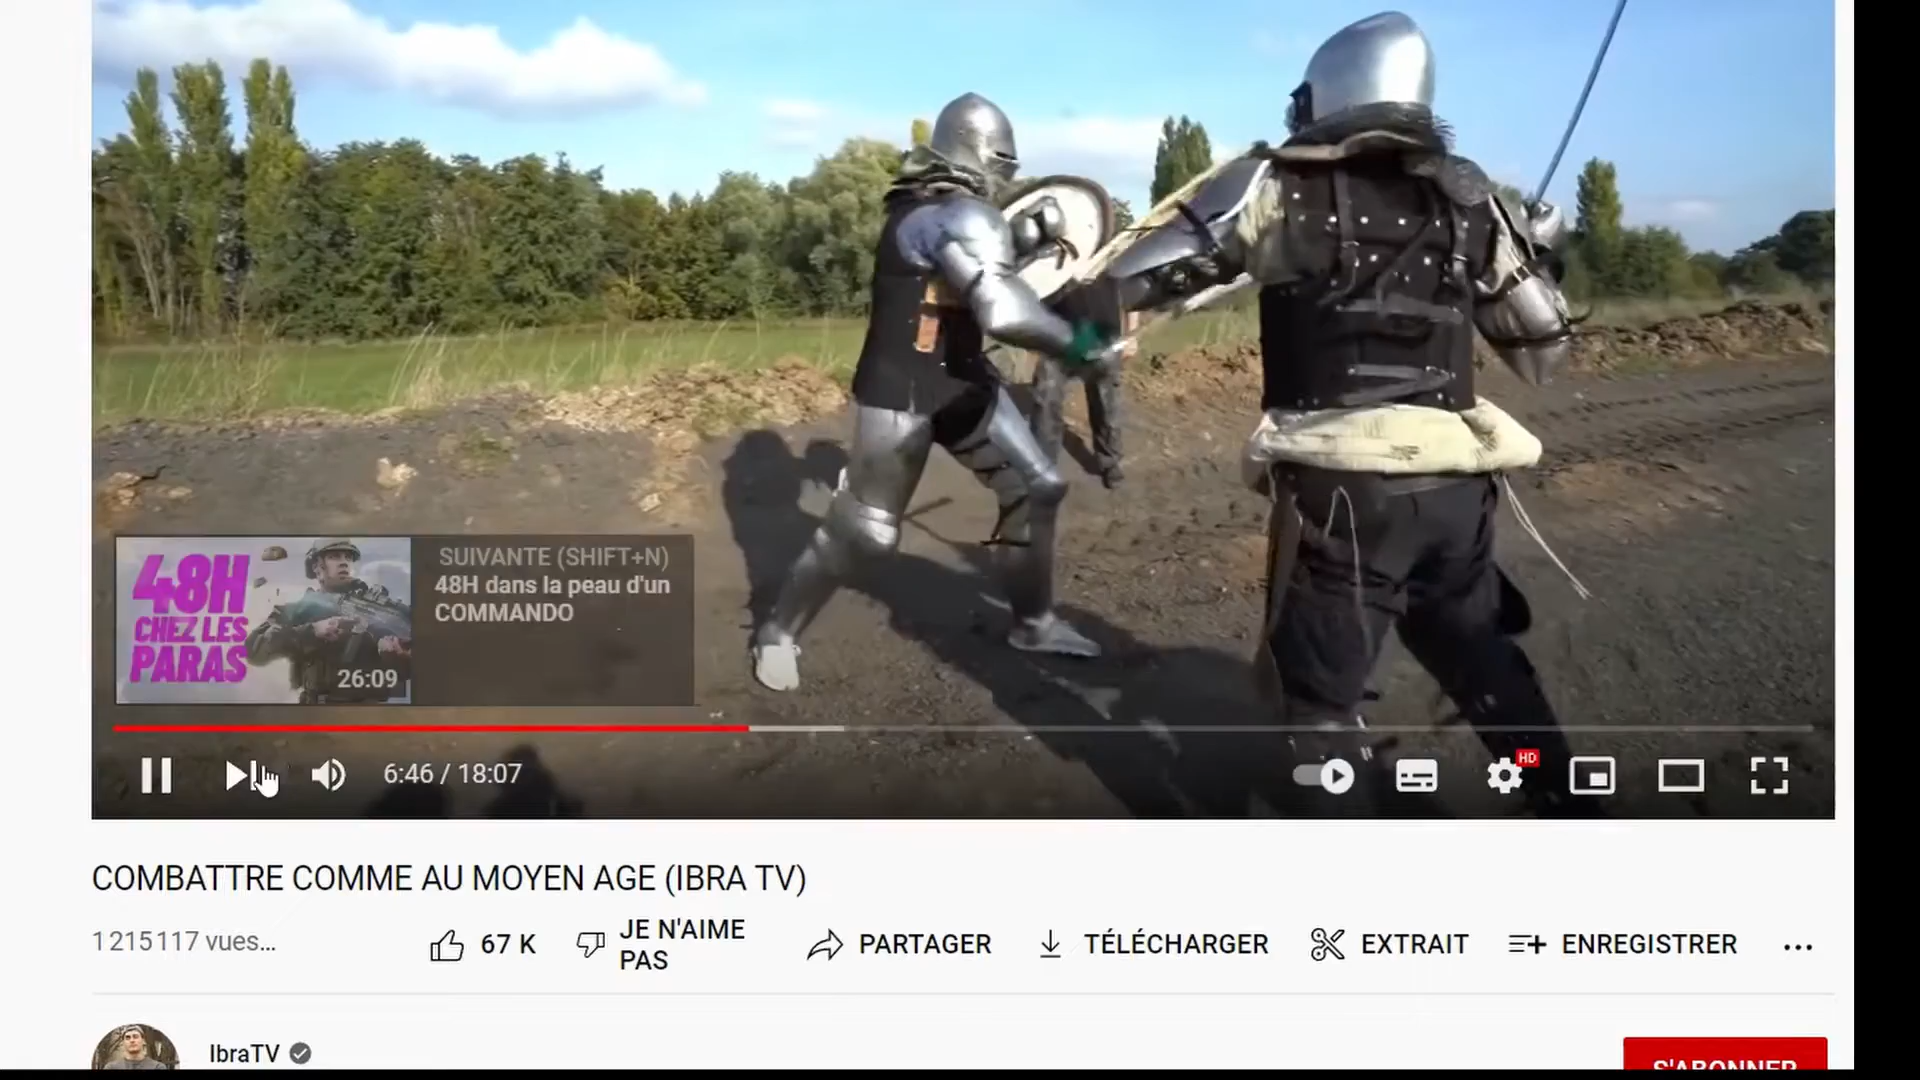 48H
CHEZ LES
PARAS
26:09
SUIVANTE (SHIFT+N)
48H dans la peau d'un
COMMANDO
6:46 / 18:07
HD
COMBATTRE COMME AU MOYEN AGE (IBRA TV)
1 215 117 vues...
67 K
JE N'AIME
PAS
PARTAGER
TÉLÉCHARGER
EXTRAIT
ENREGISTRER
IbraTV
S'ABONNER